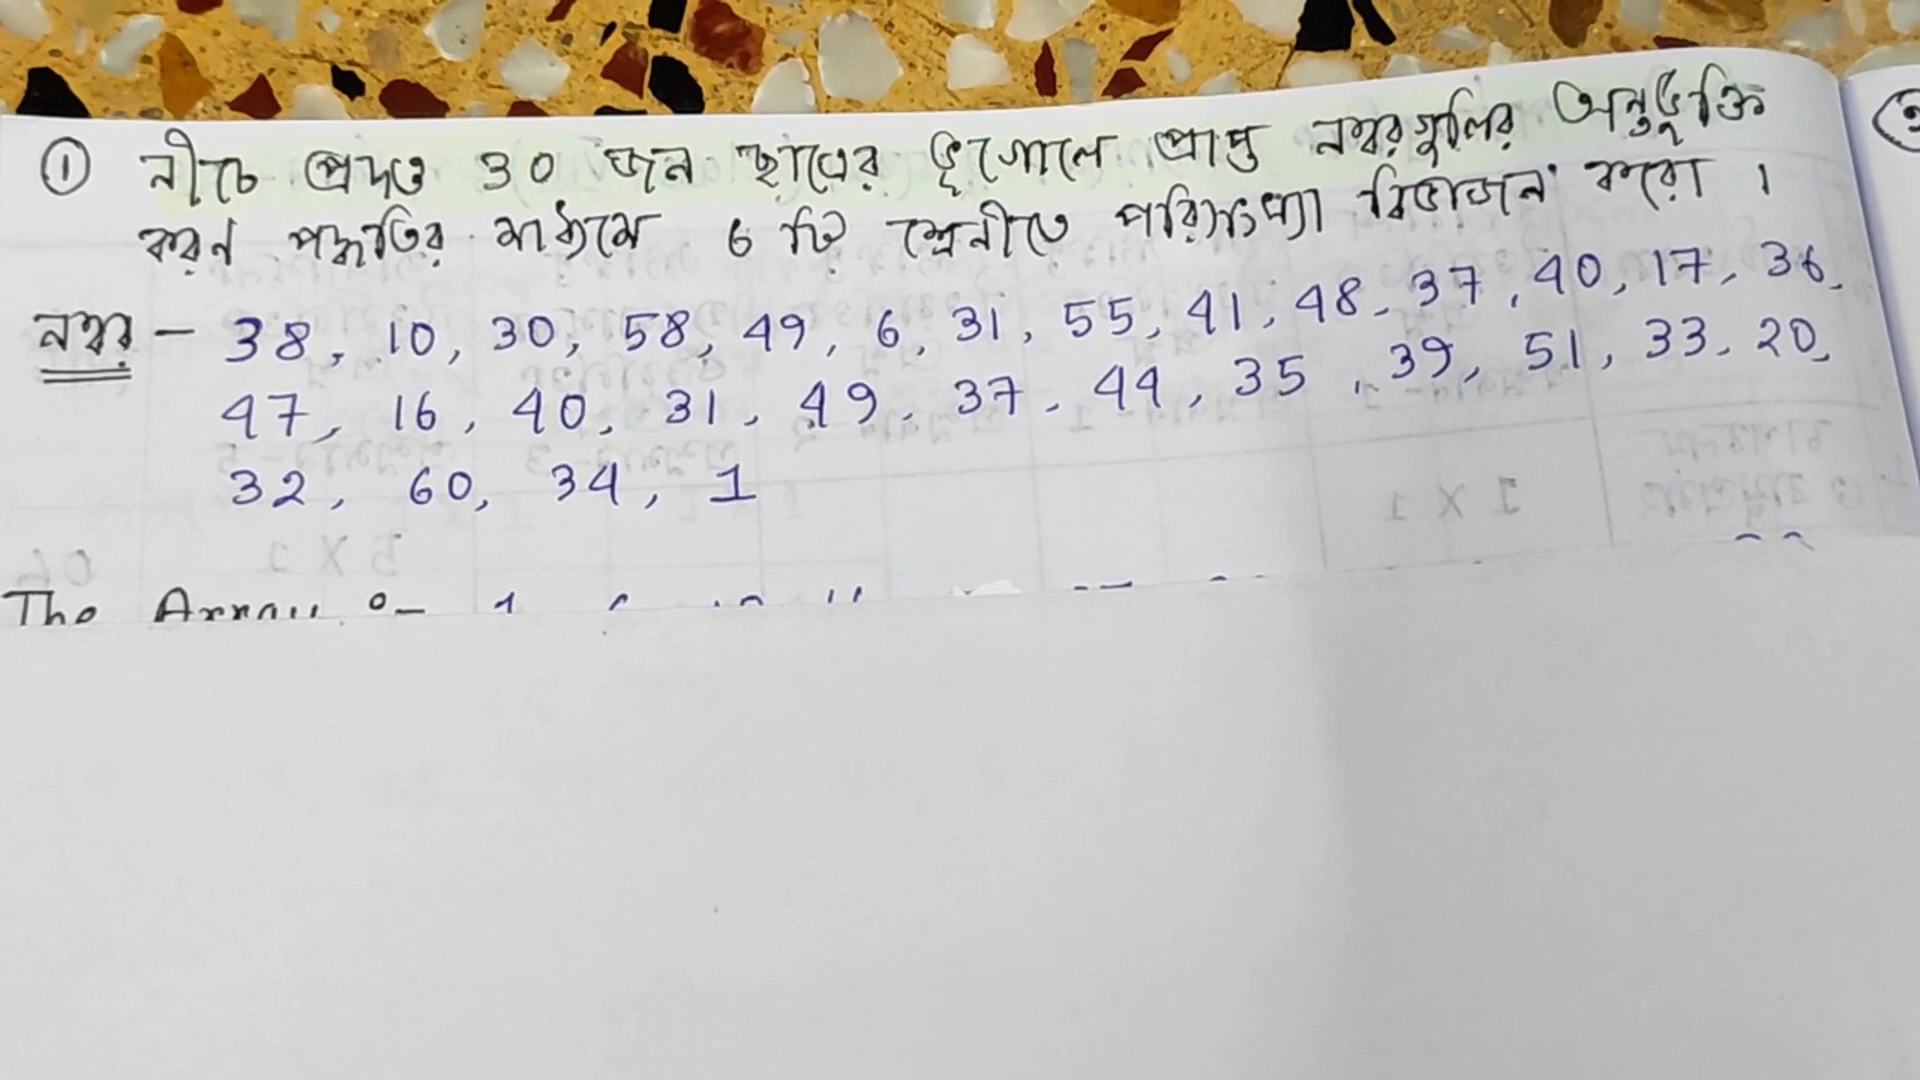 ① নীচে প্রদত্ত 30 জন ছাত্রের ভূগোলে প্রাপ্ত নম্বরগুলির অন্তর্ভুক্তি
করণ পদ্ধতির মাধ্যমে 6 টি শ্রেনীতে পরিসংখ্যা বিভাজন করো ।
নম্বর - 38, 10, 30, 58, 49, 6, 31, 55, 41, 48, 37, 40, 17, 36,
47, 16, 40, 31, 49, 37, 44, 35, 39, 51, 33, 20,
32, 60, 34, 1
The Array :-